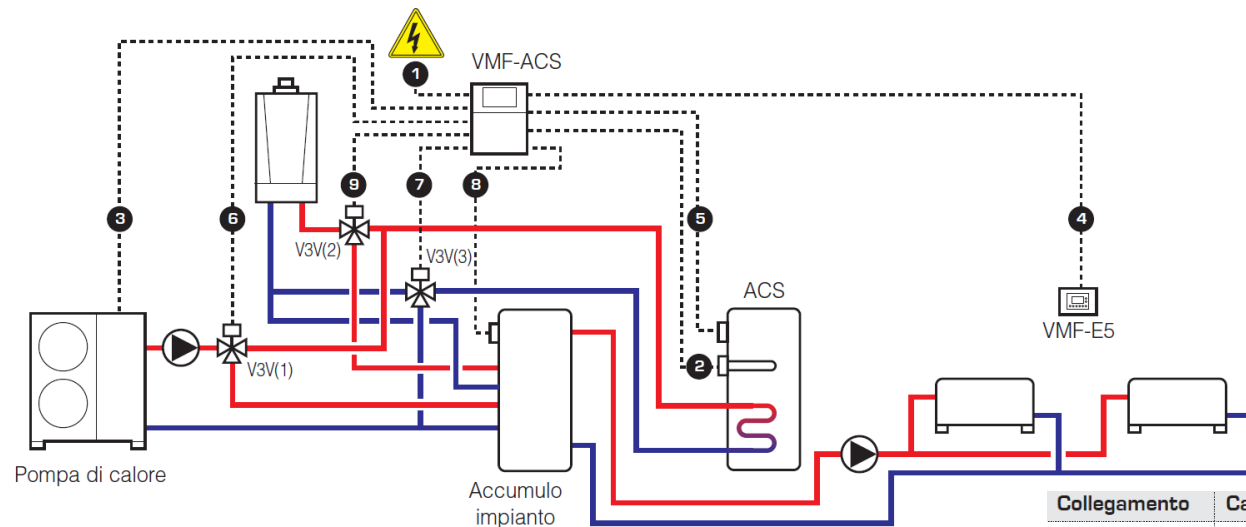 VMF-ACS
1
3
6
9
7
8
5
4
V3V(2)
V3V(3)
ACS
VMF-E5
2
V3V(1)
Pompa di calore
Accumulo
impianto
Collegamento